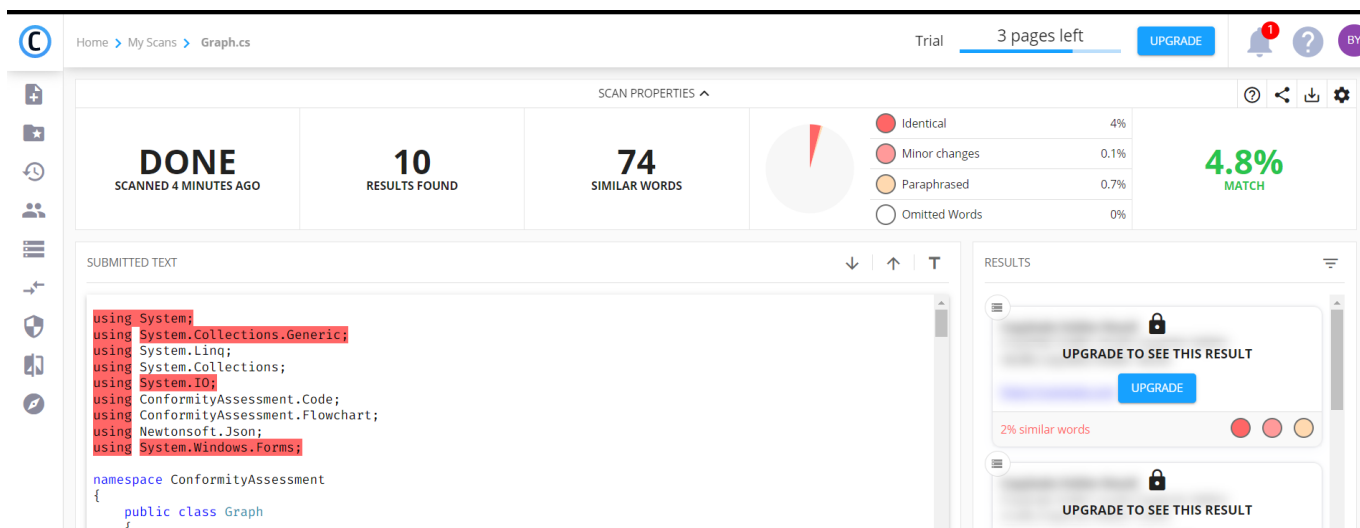 C
Home > My Scans > Graph.cs
Trial
3 pages left
UPGRADE
1
?
BY
SCAN PROPERTIES
DONE
SCANNED 4 MINUTES AGO
10
RESULTS FOUND
74
SIMILAR WORDS
Identical 4%
Minor changes 0.1%
Paraphrased 0.7%
Omitted Words 0%
4.8%
MATCH
SUBMITTED TEXT
T
using System;
using System.Collections.Generic;
using System.Linq;
using System.Collections;
using System.IO;
using ConformityAssessment.Code;
using ConformityAssessment.Flowchart;
using Newtonsoft.Json;
using System.Windows.Forms;
namespace ConformityAssessment
{
public class Graph
{
RESULTS
UPGRADE TO SEE THIS RESULT
UPGRADE
2% similar words
UPGRADE TO SEE THIS RESULT